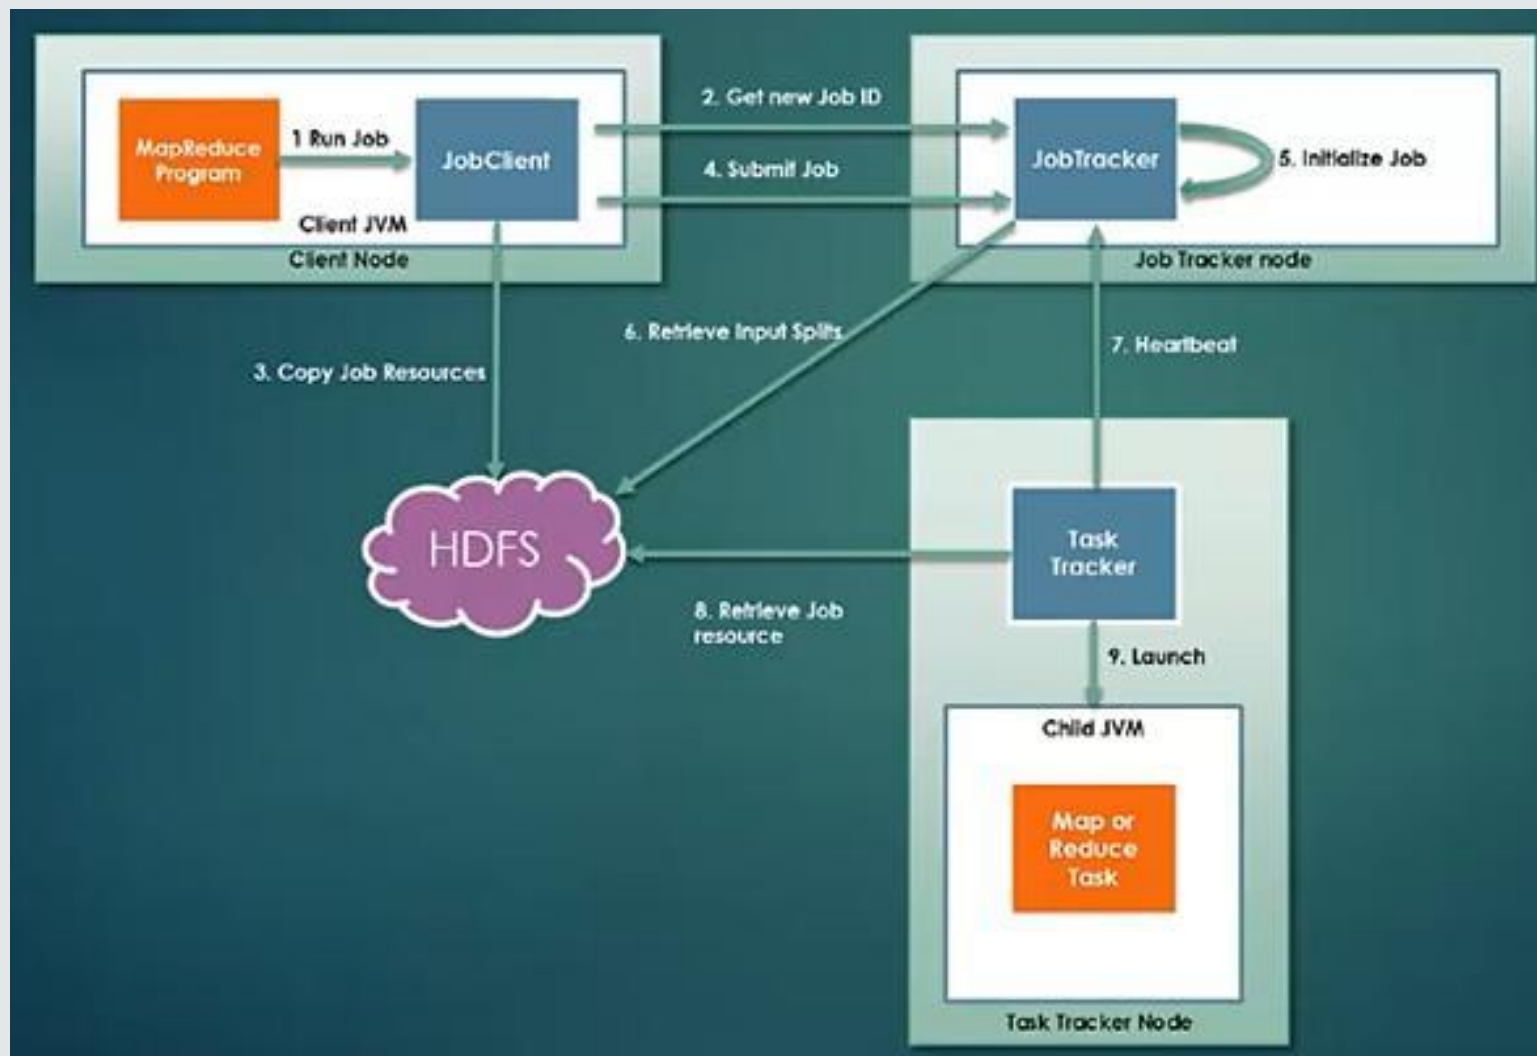 MapReduce
Program
1 Run Job
JobClient
Client JVM
Client Node
2. Get new Job ID
4. Submit Job
JobTracker
5. Initialize Job
Job Tracker node
3. Copy Job Resources
6. Retrieve Input Splits
7. Heartbeat
HDFS
8. Retrieve Job
resource
Task
Tracker
9. Launch
Child JVM
Map or
Reduce
Task
Task Tracker Node